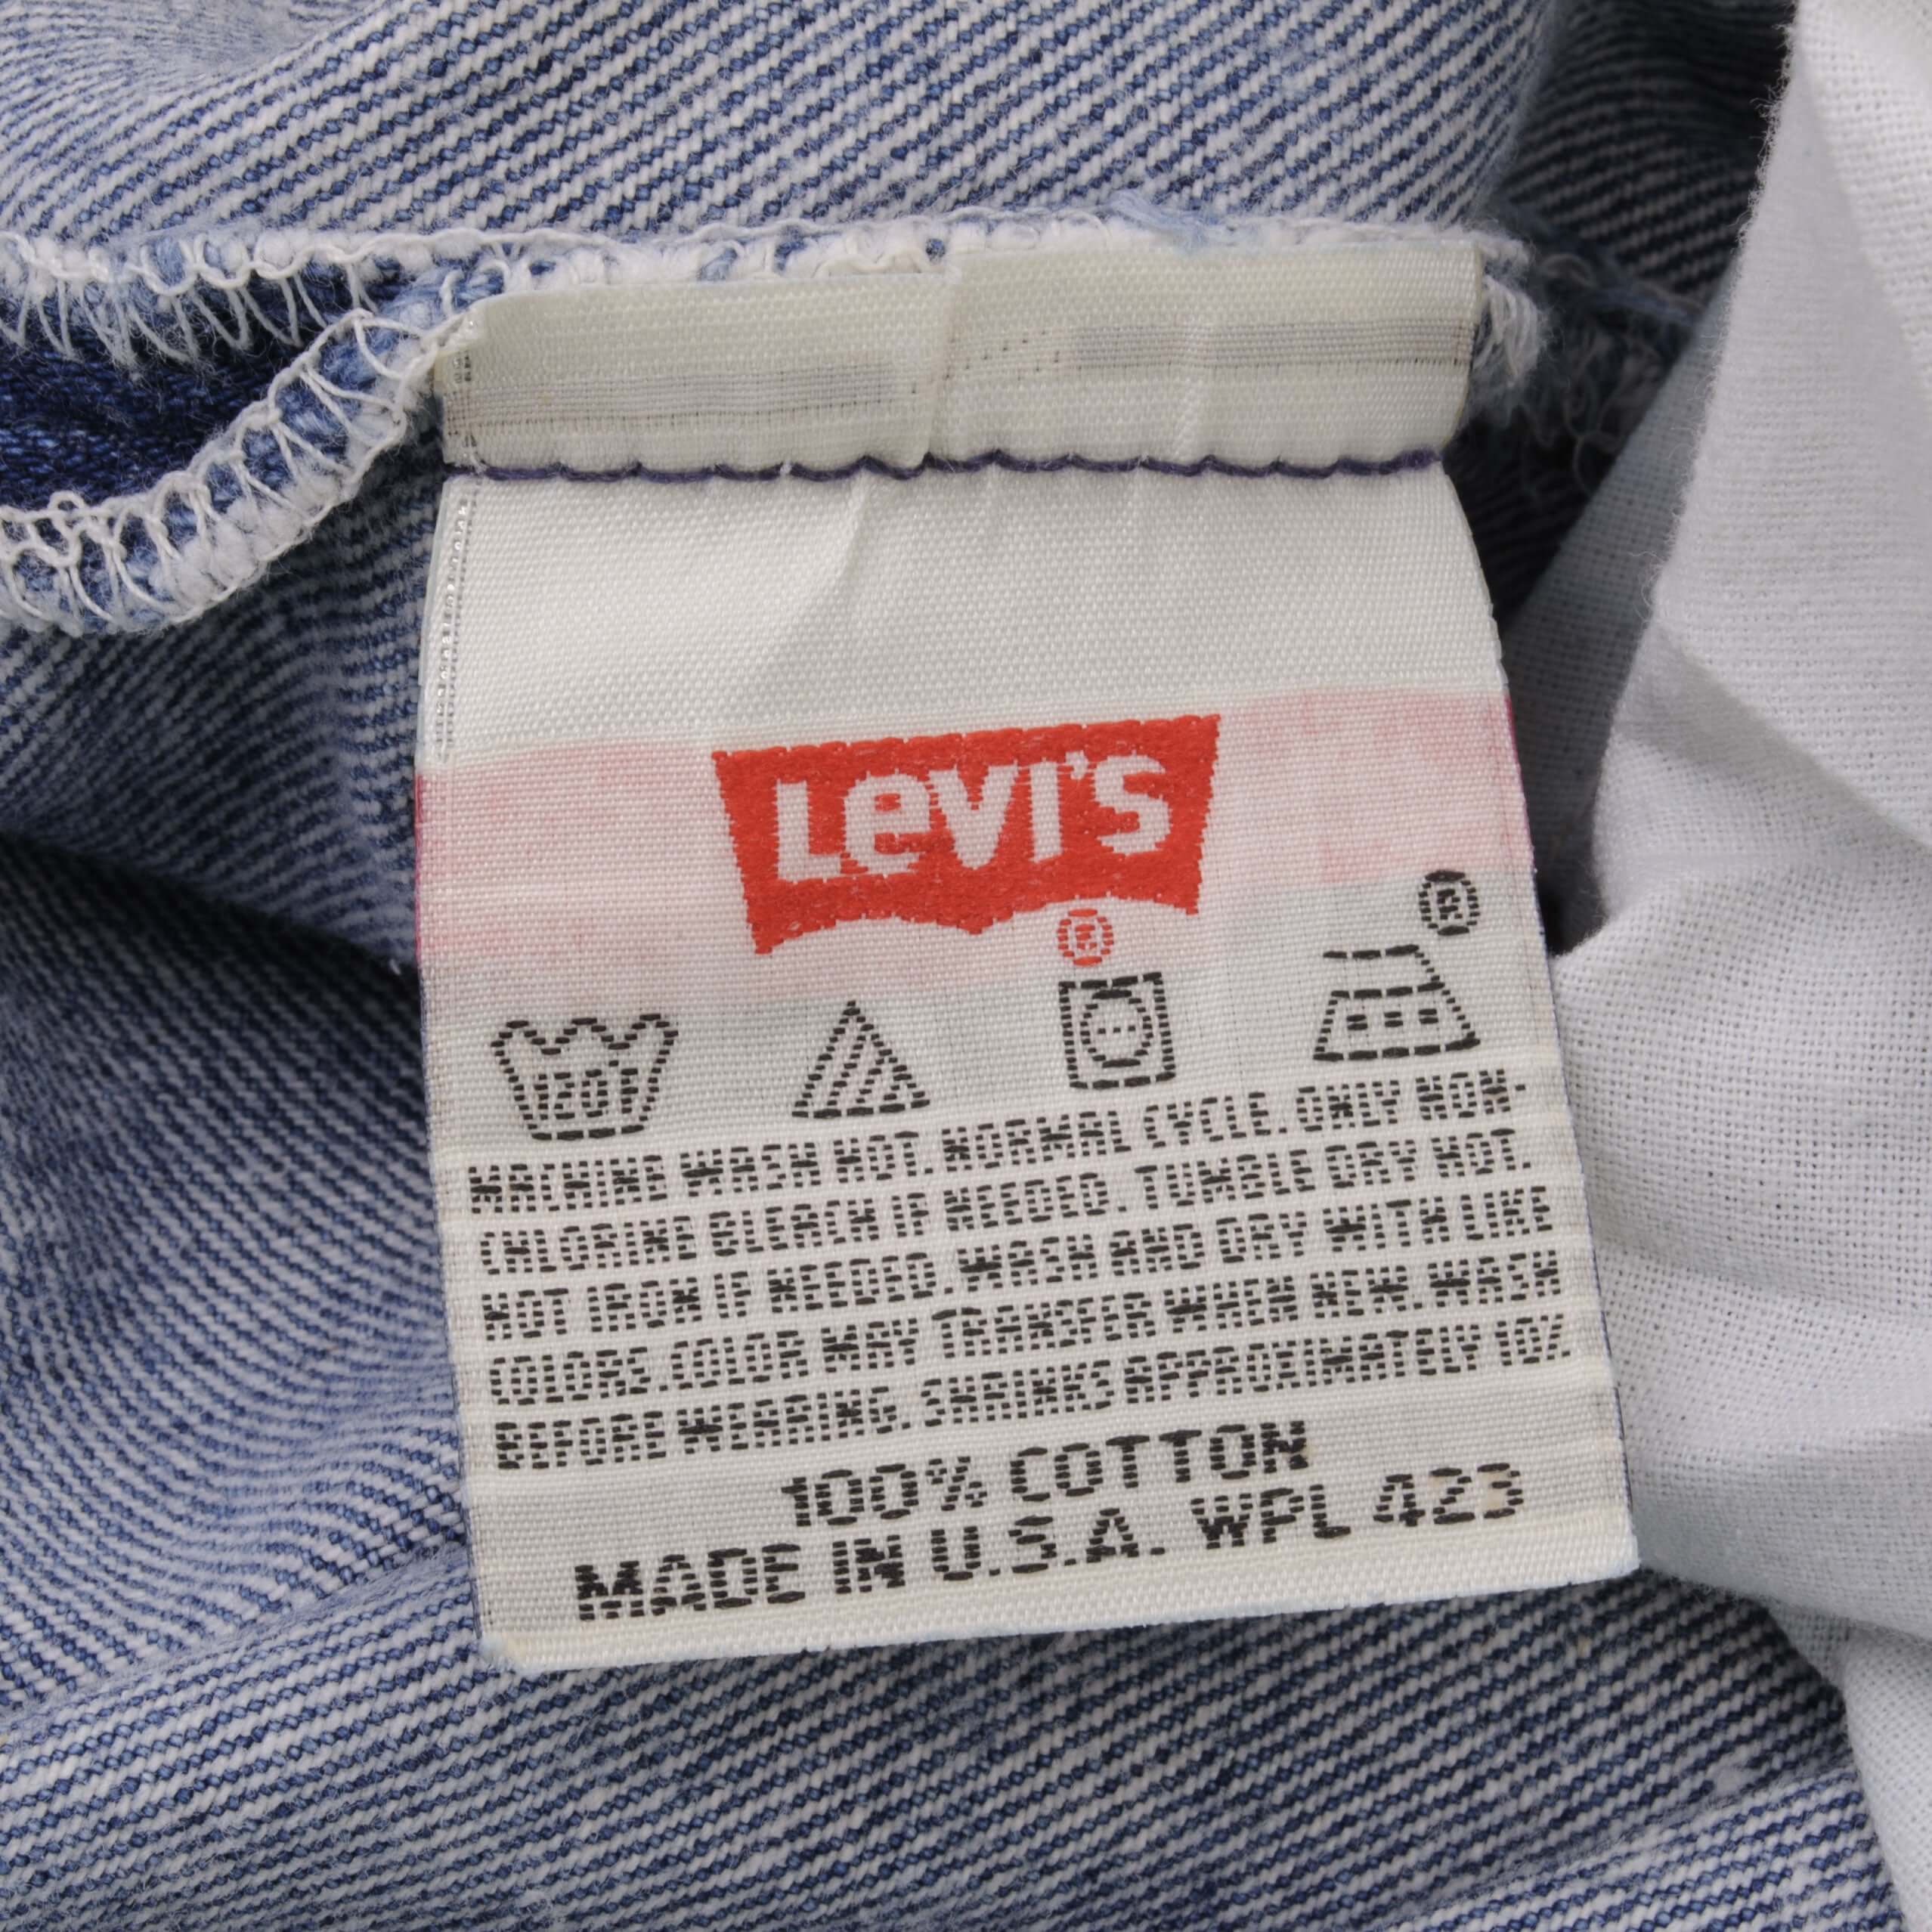 Levi's
®
®
120
MACHINE WASH HOT. NORMAL CYCLE. ONLY NON-
CHLORINE BLEACH IF NEEDED. TUMBLE DRY HOT.
HOT IRON IF NEEDED. WASH AND DRY WITH LIKE
COLORS. COLOR MAY TRANSFER WHEN NEW. WASH
BEFORE WEARING. SHRINKS APPROXIMATELY 10%
100% COTTON
MADE IN U.S.A. WPL 423